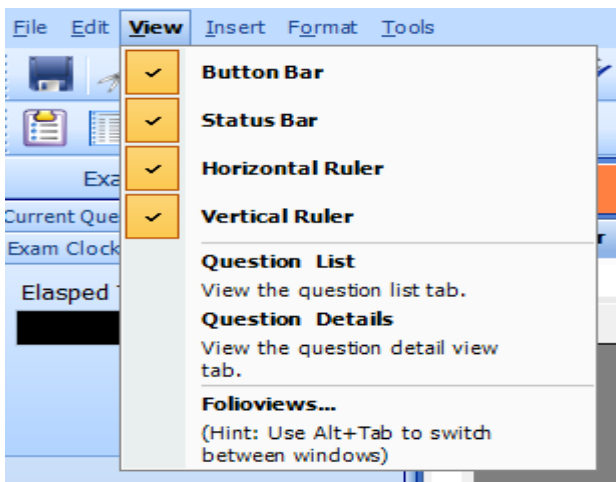 File Edit View Insert Format Tools
Button Bar
Status Bar
Horizontal Ruler
Vertical Ruler
Current Que
Exam Clock
Question List
View the question list tab.
Elasped
Question Details
View the question detail view
tab.
Folioviews...
(Hint: Use Alt+Tab to switch
between windows)